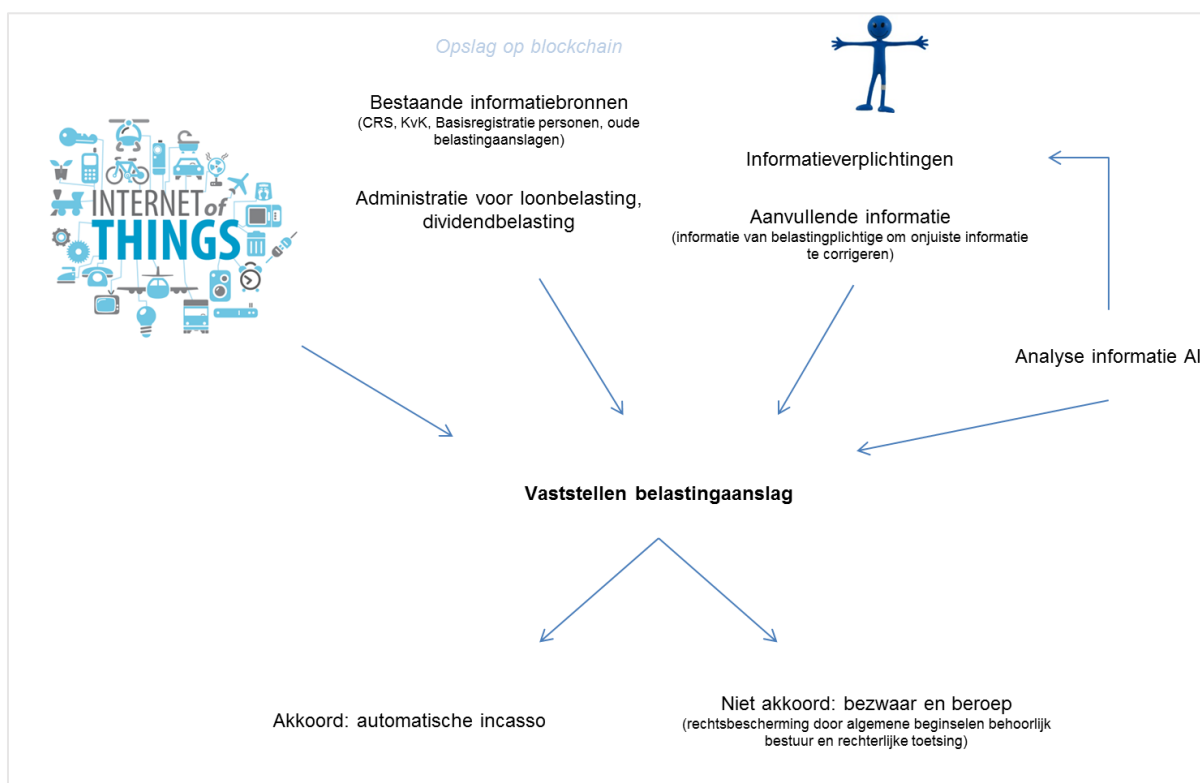 Opslag op blockchain
Bestaande informatiebronnen
(CRS, KvK, Basisregistratie personen, oude
belastingaanslagen)
Administratie voor loonbelasting,
dividendbelasting
INTERNET of
THINGS
Informatieverplichtingen
Aanvullende informatie
(informatie van belastingplichtige om onjuiste informatie
te corrigeren)
Analyse informatie AI
Vaststellen belastingaanslag
Akkoord: automatische incasso
Niet akkoord: bezwaar en beroep
(rechtsbescherming door algemene beginselen behoorlijk
bestuur en rechterlijke toetsing)